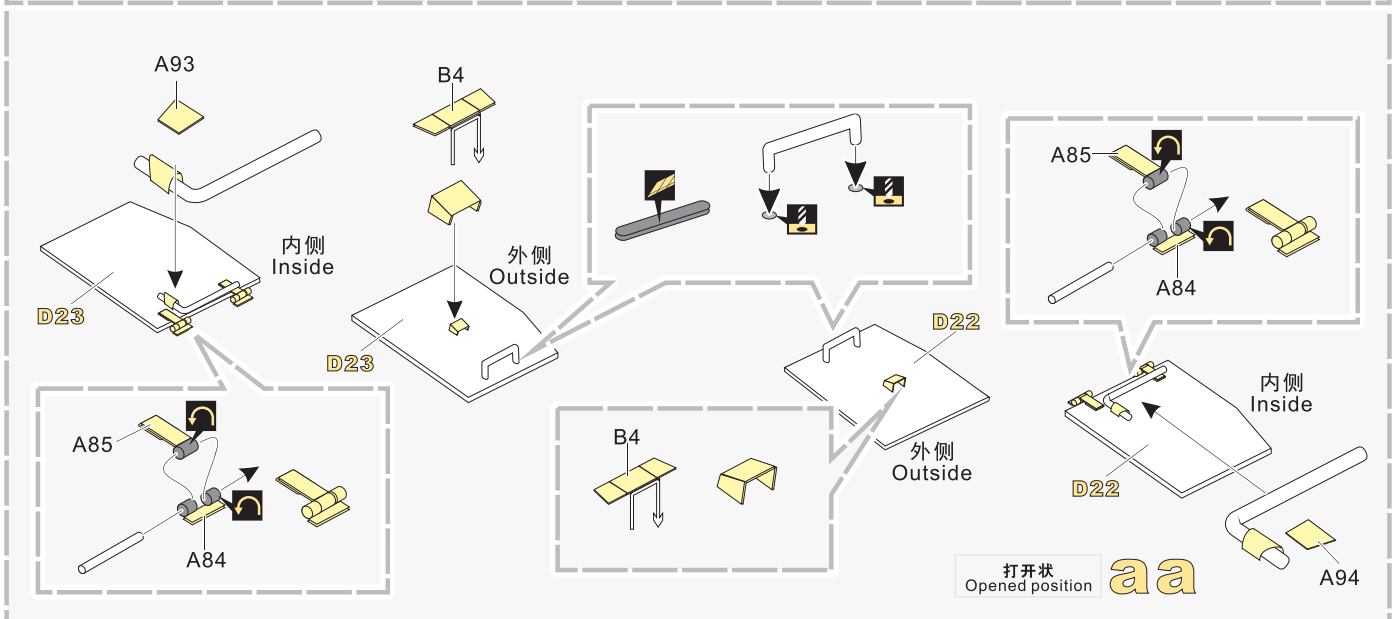 A93
内侧
Inside
D23
A85
A84
B4
外侧
Outside
D23
B4
D22
外侧
Outside
A85
A84
内侧
Inside
D22
A94
打开状
Opened position
aa